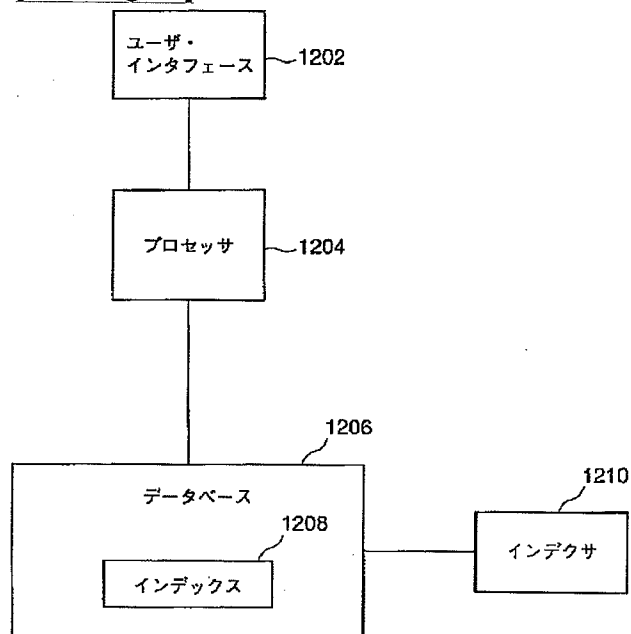 ユーザ・
インタフェース
1202
プロセッサ
1204
1206
データベース
1208
インデックス
1210
インデクサ